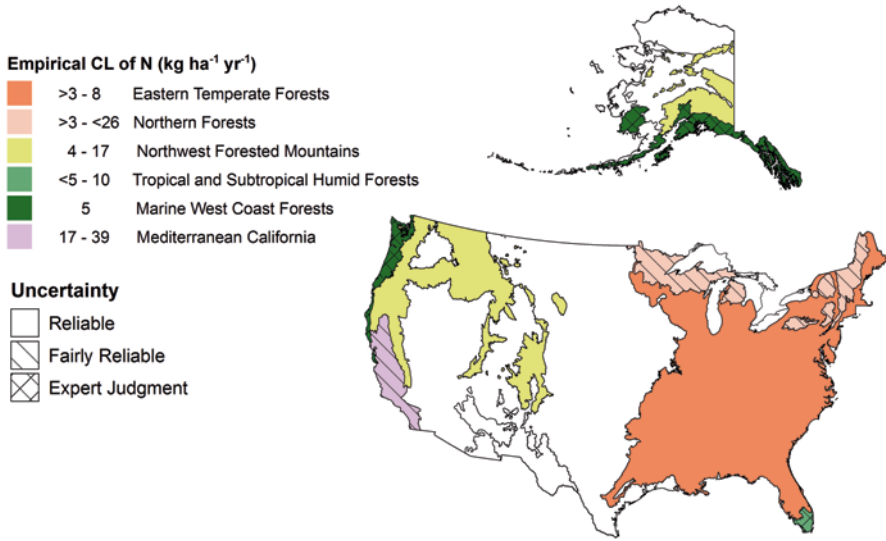 Empirical CL of N (kg ha⁻¹ yr⁻¹)
>3 - 8 Eastern Temperate Forests
>3 - <26 Northern Forests
4 - 17 Northwest Forested Mountains
<5 - 10 Tropical and Subtropical Humid Forests
5 Marine West Coast Forests
17 - 39 Mediterranean California
Uncertainty
Reliable
Fairly Reliable
Expert Judgment